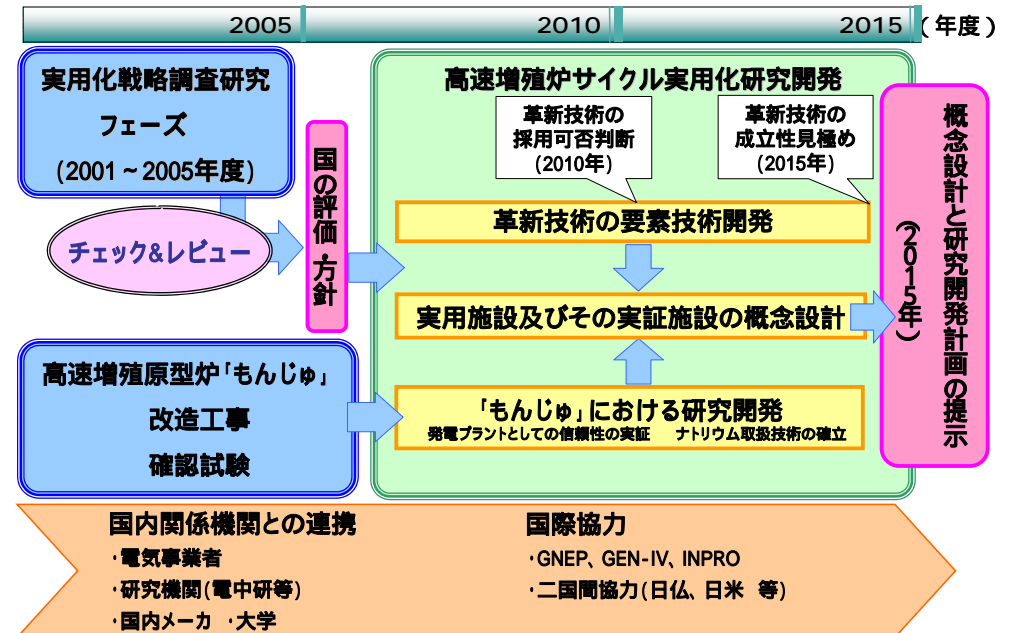 2005
2010
2015
(年度)
実用化戦略調査研究
フェーズ
(2001~2005年度)
チェック&レビュー
国の評価・方針
高速増殖原型炉「もんじゅ」
改造工事
確認試験
高速増殖炉サイクル実用化研究開発
革新技術の
採用可否判断
(2010年)
革新技術の
成立性見極め
(2015年)
革新技術の要素技術開発
実用施設及びその実証施設の概念設計
「もんじゅ」における研究開発
発電プラントとしての信頼性の実証 ナトリウム取扱技術の確立
概念設計と研究開発計画の提示
(2015年)
国内関係機関との連携
・電気事業者
・研究機関(電中研等)
・国内メーカ ・大学
国際協力
・GNEP、GEN-IV、INPRO
・二国間協力(日仏、日米 等)